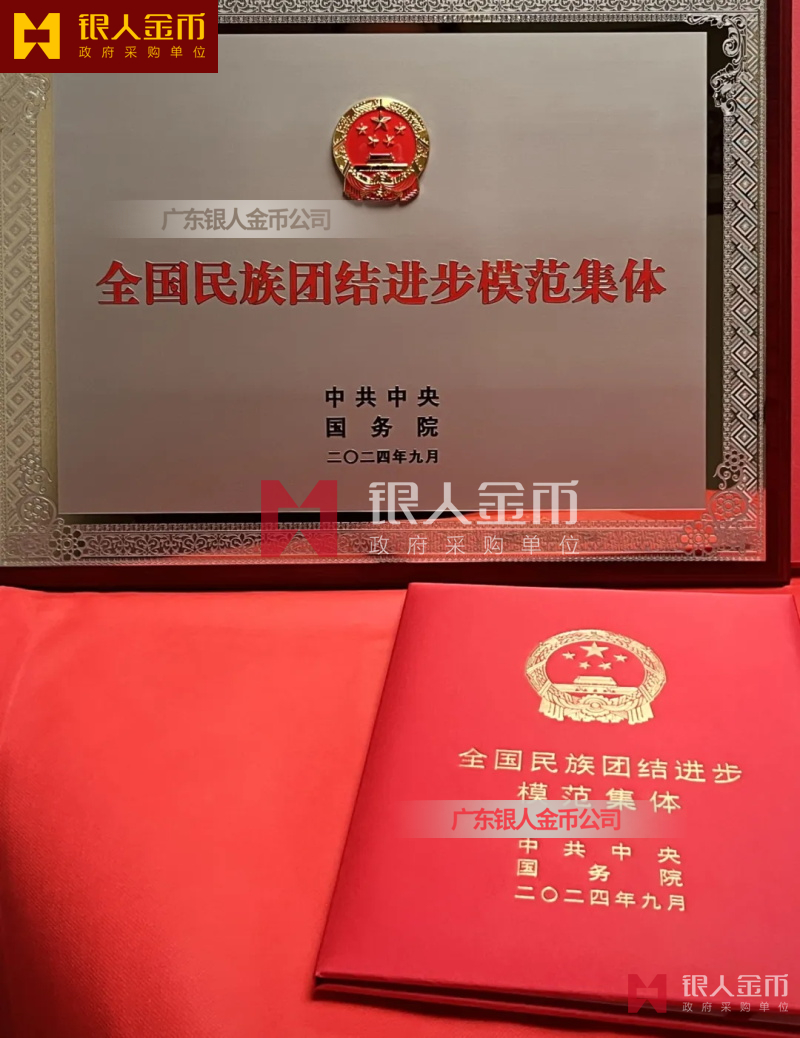 银人金币
政府采购单位
广东银人金币公司
全国民族团结进步模范集体
中共中央
国务院
二〇二四年九月
银人金币
政府采购单位
全国民族团结进步
模范集体
广东银人金币公司
中共中央
国务院
二〇二四年九月
银人金币
政府采购单位